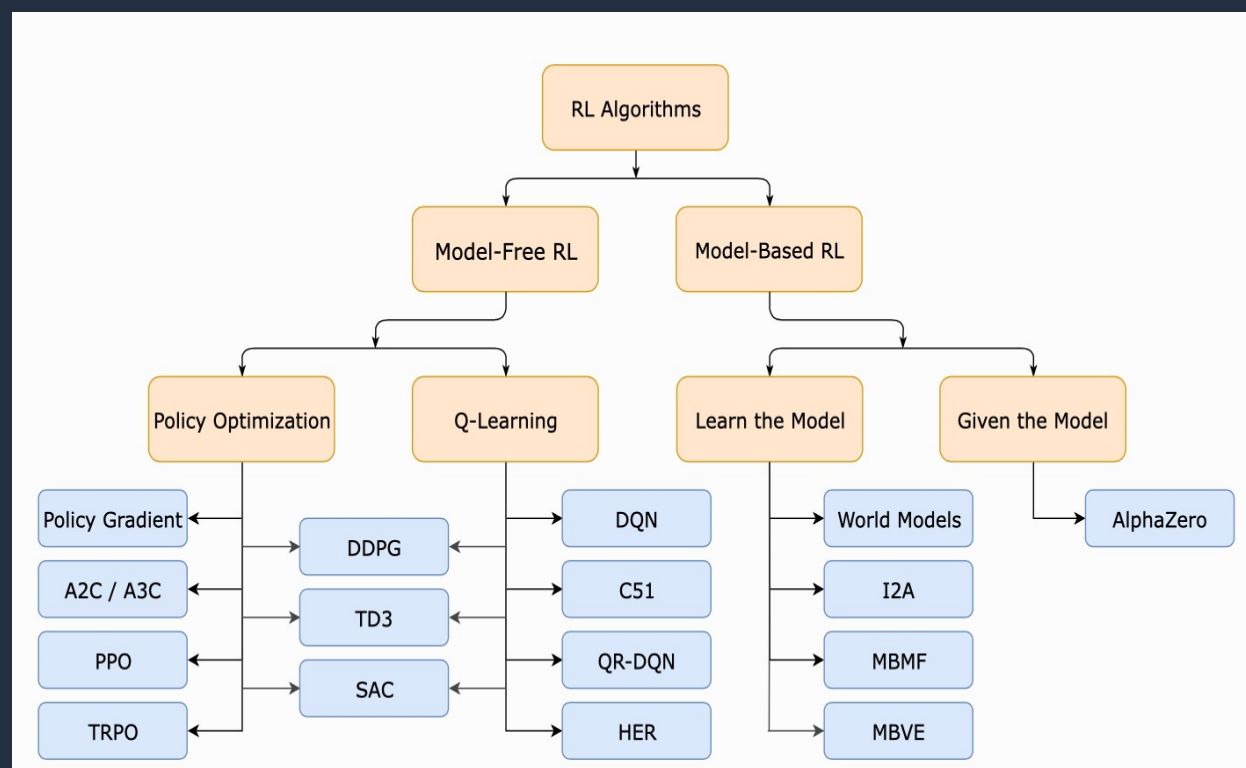 RL Algorithms
Model-Free RL
Model-Based RL
Policy Optimization
Q-Learning
Learn the Model
Given the Model
Policy Gradient
DDPG
DQN
World Models
AlphaZero
A2C / A3C
TD3
C51
I2A
PPO
SAC
QR-DQN
MBMF
TRPO
HER
MBVE